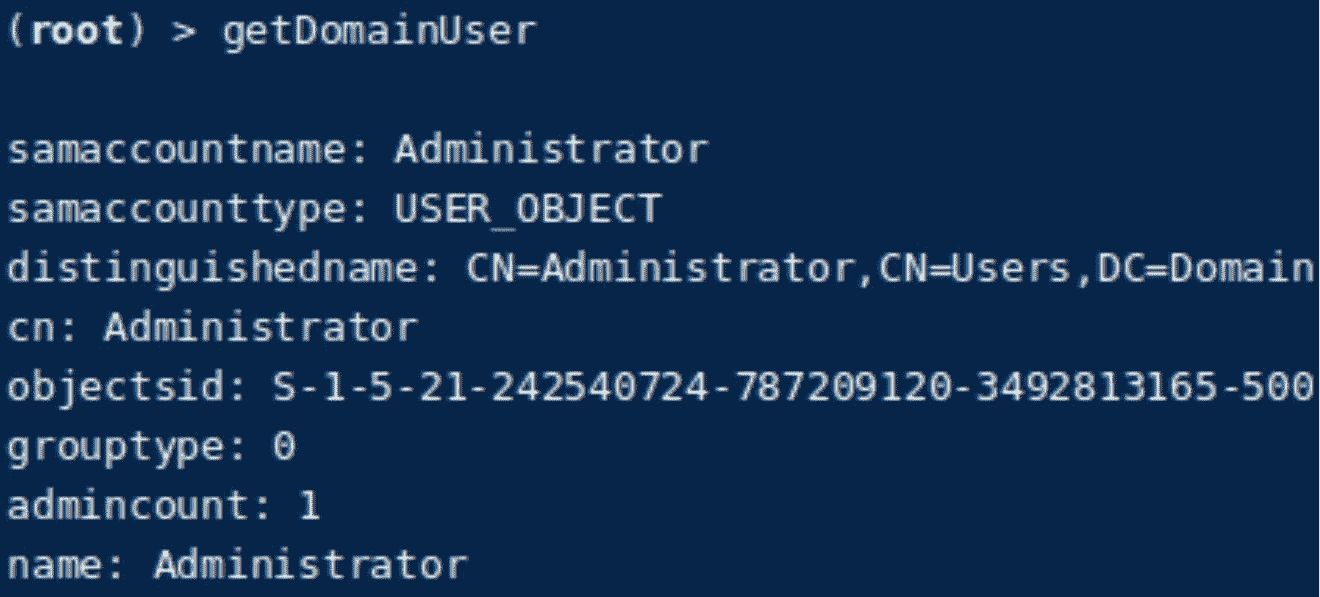 (root) > getDomainUser
samaccountname: Administrator
samaccounttype: USER_OBJECT
distinguishedname: CN=Administrator,CN=Users,DC=Domain
cn: Administrator
objectsid: S-1-5-21-242540724-787209120-3492813165-500
grouptype: 0
admincount: 1
name: Administrator